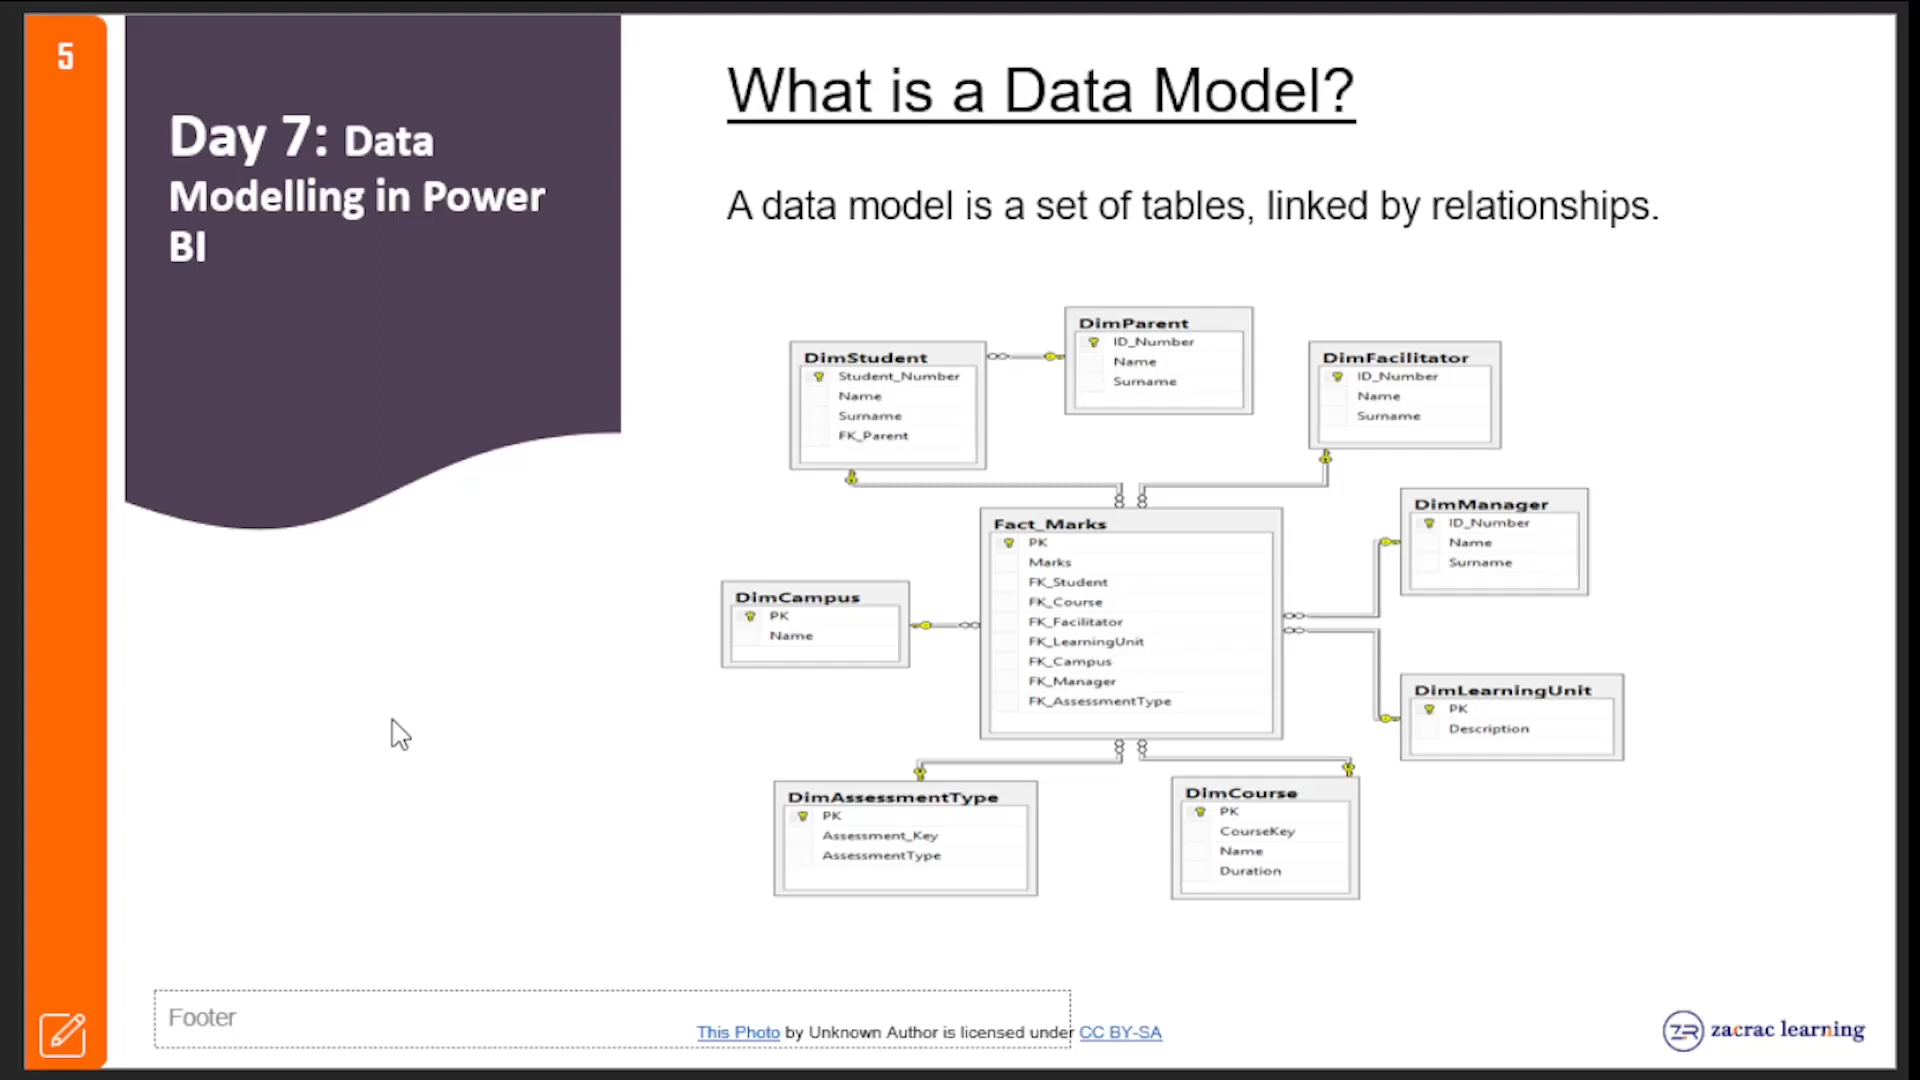 5
Day 7: Data
Modelling in Power
BI
What is a Data Model?
A data model is a set of tables, linked by relationships.
DimParent
ID_Number
Name
Surname
DimStudent
Student_Number
Name
Surname
FK_Parent
DimFacilitator
ID_Number
Name
Surname
DimManager
ID_Number
Name
Surname
Fact_Marks
PK
Marks
FK_Student
FK_Course
FK_Facilitator
FK_LearningUnit
FK_Campus
FK_Manager
FK_AssessmentType
DimCampus
PK
Name
DimLearningUnit
PK
Description
DimAssessmentType
PK
Assessment_Key
AssessmentType
DimCourse
PK
CourseKey
Name
Duration
Footer
This Photo by Unknown Author is licensed under CC BY-SA
ZR zacrac learning